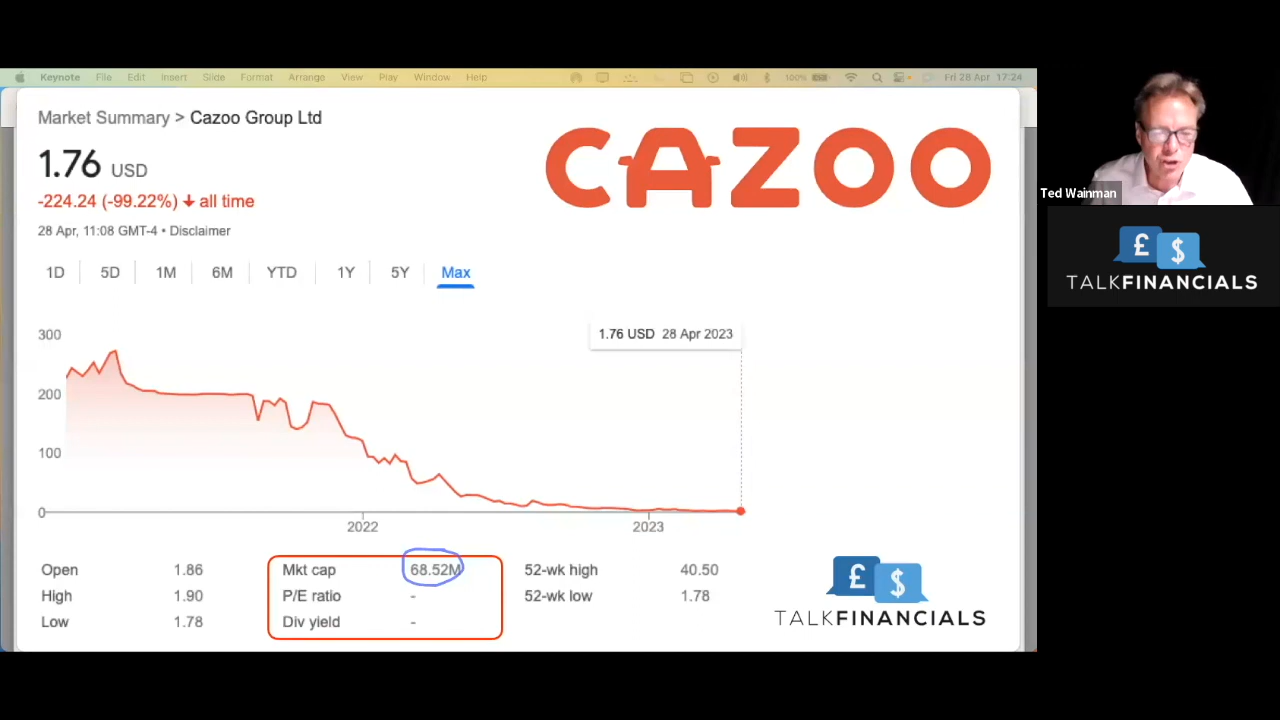 Keynote File Edit Insert Slide Format Arrange View Play Window Help 100% Fri 28 Apr 17:24
Market Summary > Cazoo Group Ltd
CAZOO
1.76 USD
-224.24 (-99.22%) ↓ all time
28 Apr, 11:08 GMT-4 • Disclaimer
1D 5D 1M 6M YTD 1Y 5Y Max
300
1.76 USD 28 Apr 2023
200
100
0
2022 2023
Open 1.86 Mkt cap 68.52M 52-wk high 40.50
High 1.90 P/E ratio - 52-wk low 1.78
Low 1.78 Div yield -
£ $
TALKFINANCIALS
Ted Wainman
£ $
TALKFINANCIALS